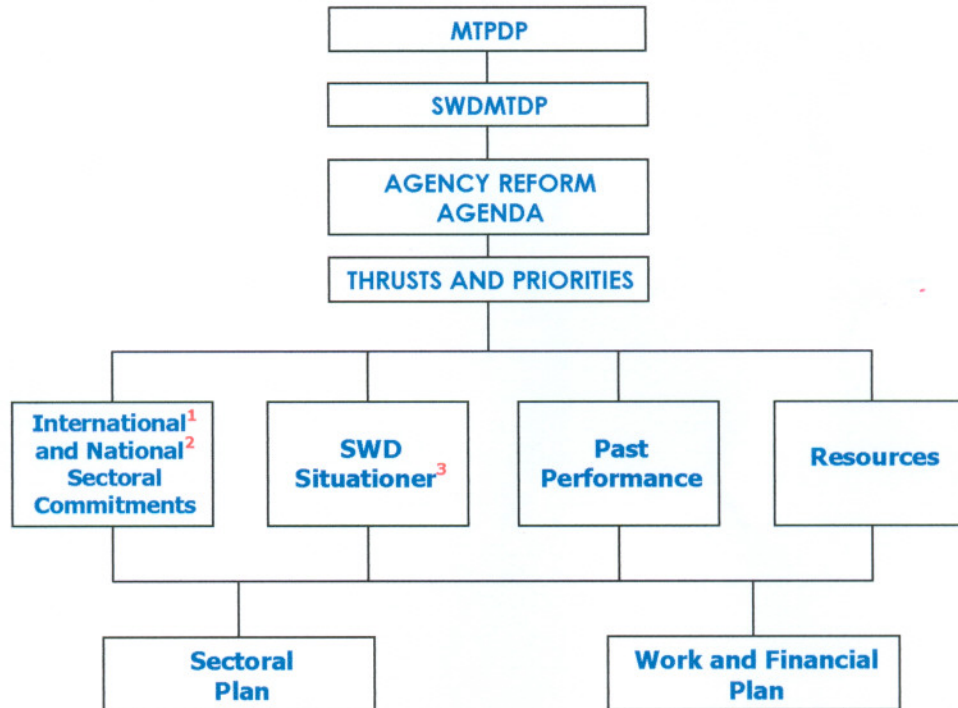 MTPDP
SWDMTDP
AGENCY REFORM
AGENDA
THRUSTS AND PRIORITIES
International1
and National2
Sectoral
Commitments
SWD
Situationer3
Past
Performance
Resources
Sectoral
Plan
Work and Financial
Plan